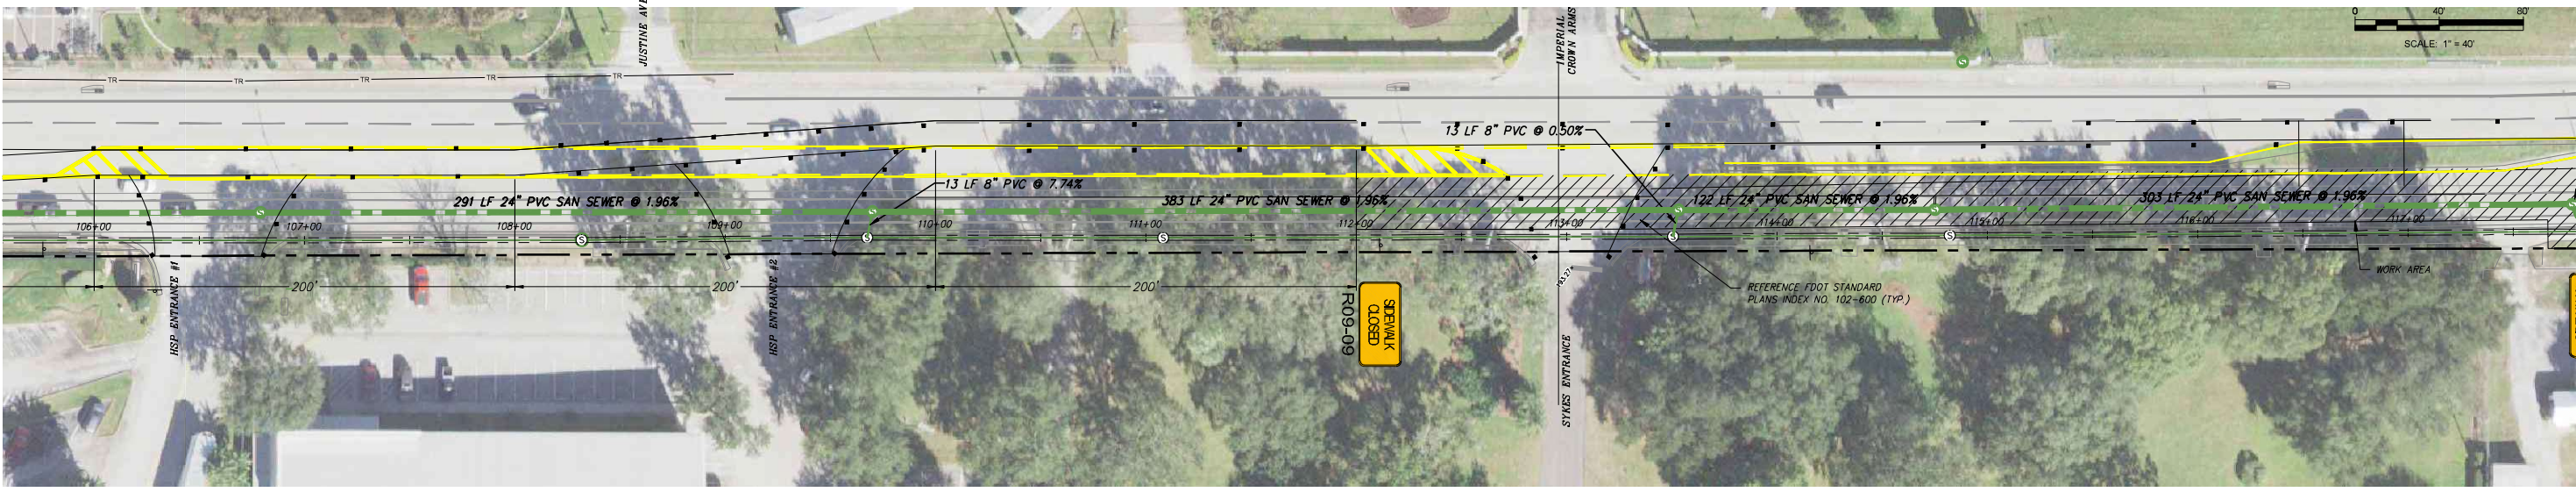 JUSTINE AVE
IMPERIAL
CROWN ARMS
0 40' 80'
SCALE: 1" = 40'
TR TR TR TR TR
13 LF 8" PVC @ 0.50%
13 LF 8" PVC @ 7.74%
291 LF 24" PVC SAN SEWER @ 1.96%
383 LF 24" PVC SAN SEWER @ 1.96%
122 LF 24" PVC SAN SEWER @ 1.96%
303 LF 24" PVC SAN SEWER @ 1.96%
S S S S S
106+00 107+00 108+00 109+00 110+00 111+00 112+00 113+00 114+00 115+00 116+00 117+00
S S S S S
HSP ENTRANCE #1
HSP ENTRANCE #2
200' 200' 200'
R09-09
SIDEWALK
CLOSED
193.27
SYKES ENTRANCE
REFERENCE FDOT STANDARD
PLANS INDEX NO. 102-600 (TYP.)
WORK AREA